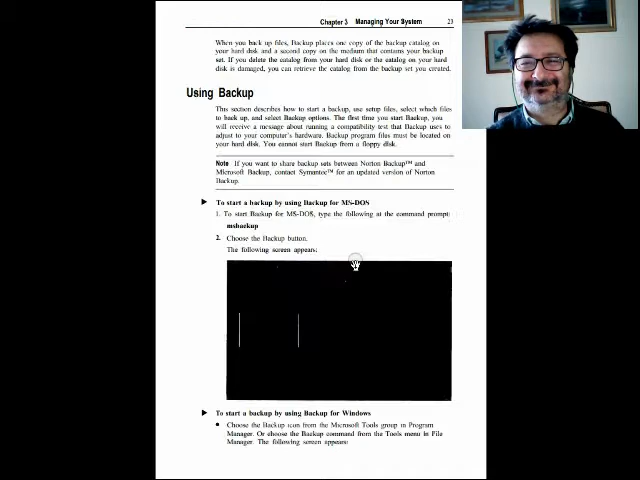 Chapter 3 Managing Your System 23
When you back up files, Backup places one copy of the backup catalog on
your hard disk and a second copy on the medium that contains your backup
set. If you delete the catalog from your hard disk or the catalog on your hard
disk is damaged, you can retrieve the catalog from the backup set you created.
Using Backup
This section describes how to start a backup, use setup files, select which files
to back up, and select Backup options. The first time you start Backup, you
will receive a message about running a compatibility test that Backup uses to
adjust to your computer's hardware. Backup program files must be located on
your hard disk. You cannot start Backup from a floppy disk.
Note If you want to share backup sets between Norton Backup™ and
Microsoft Backup, contact Symantec™ for an updated version of Norton
Backup.
To start a backup by using Backup for MS-DOS
1. To start Backup for MS-DOS, type the following at the command prompt:
msbackup
2. Choose the Backup button.
The following screen appears:
To start a backup by using Backup for Windows
• Choose the Backup icon from the Microsoft Tools group in Program
Manager. Or choose the Backup command from the Tools menu in File
Manager. The following screen appears: